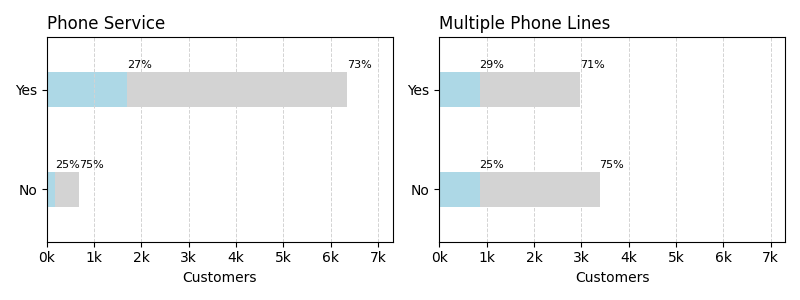 Phone Service
Multiple Phone Lines
27%
73%
Yes
25%
75%
No
0k 1k 2k 3k 4k 5k 6k 7k
Customers
29%
71%
Yes
25%
75%
No
0k 1k 2k 3k 4k 5k 6k 7k
Customers